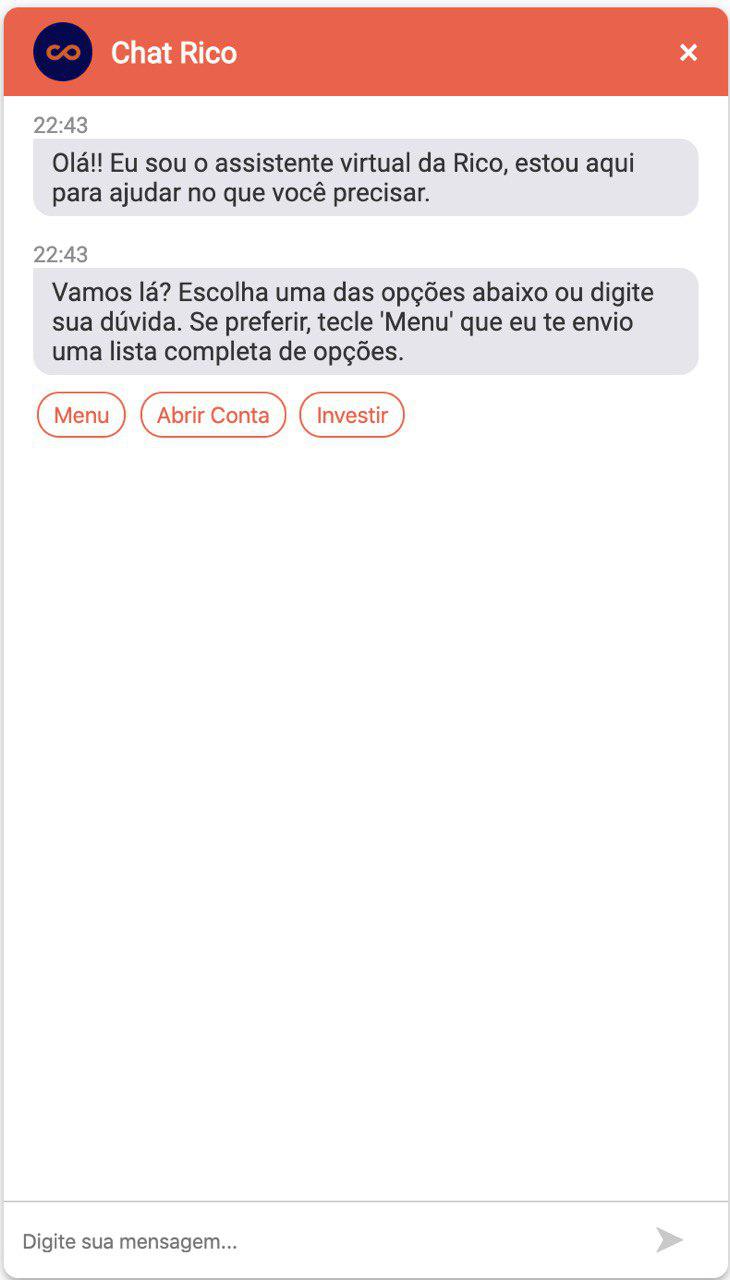 Chat Rico
22:43
Olá!! Eu sou o assistente virtual da Rico, estou aqui
para ajudar no que você precisar.
22:43
Vamos lá? Escolha uma das opções abaixo ou digite
sua dúvida. Se preferir, tecle 'Menu' que eu te envio
uma lista completa de opções.
Menu Abrir Conta Investir
Digite sua mensagem...